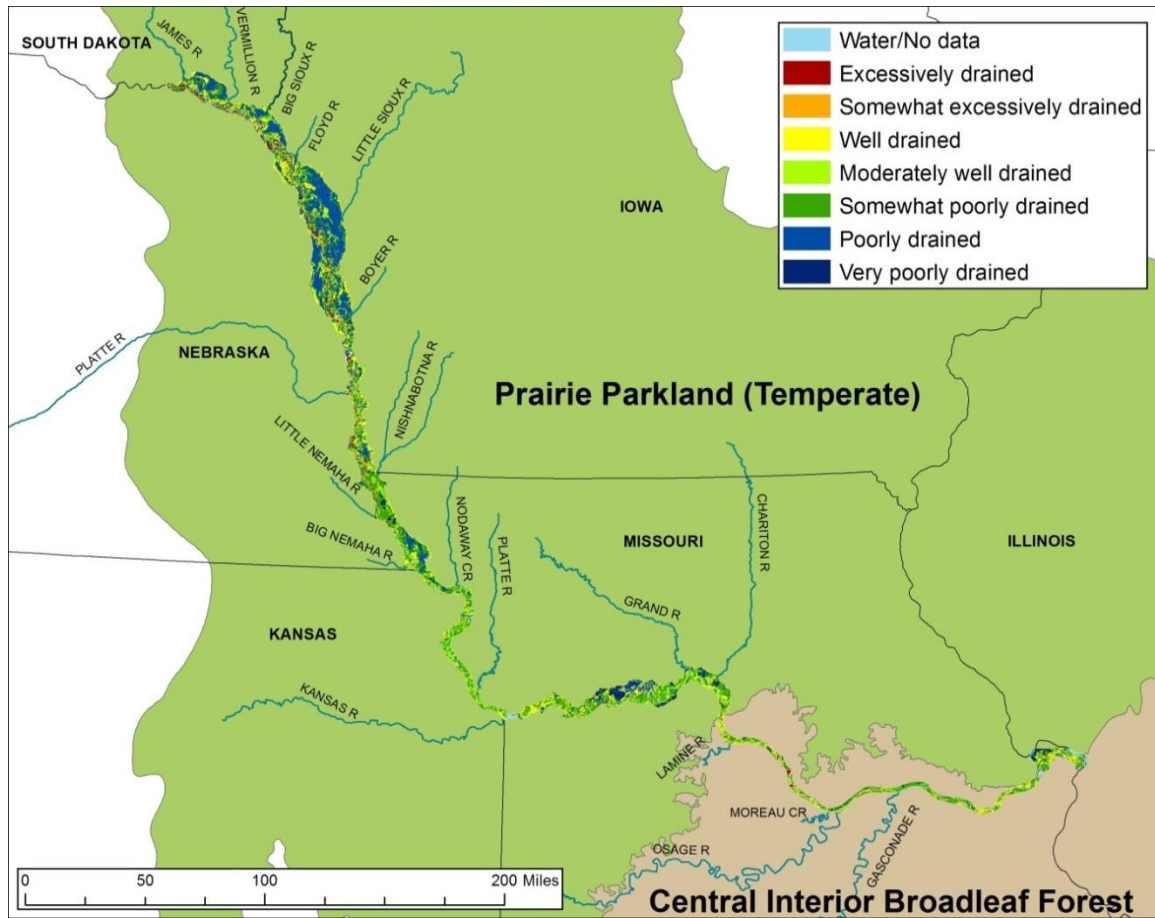 SOUTH DAKOTA
JAMES R
VERMILLION R
BIG SIOUX R
FLOYD R
LITTLE SIOUX R
Water/No data
Excessively drained
Somewhat excessively drained
Well drained
Moderately well drained
Somewhat poorly drained
Poorly drained
Very poorly drained
IOWA
BOYER R
PLATTE R
NEBRASKA
NISHNABOTNA R
Prairie Parkland (Temperate)
LITTLE NEMAHA R
BIG NEMAHA R
NODAWAY CR
PLATTE R
MISSOURI
CHARITON R
ILLINOIS
GRAND R
KANSAS
KANSAS R
LAMINE R
MOREAU CR
OSAGE R
GASCONADE R
0 50 100 200 Miles
Central Interior Broadleaf Forest